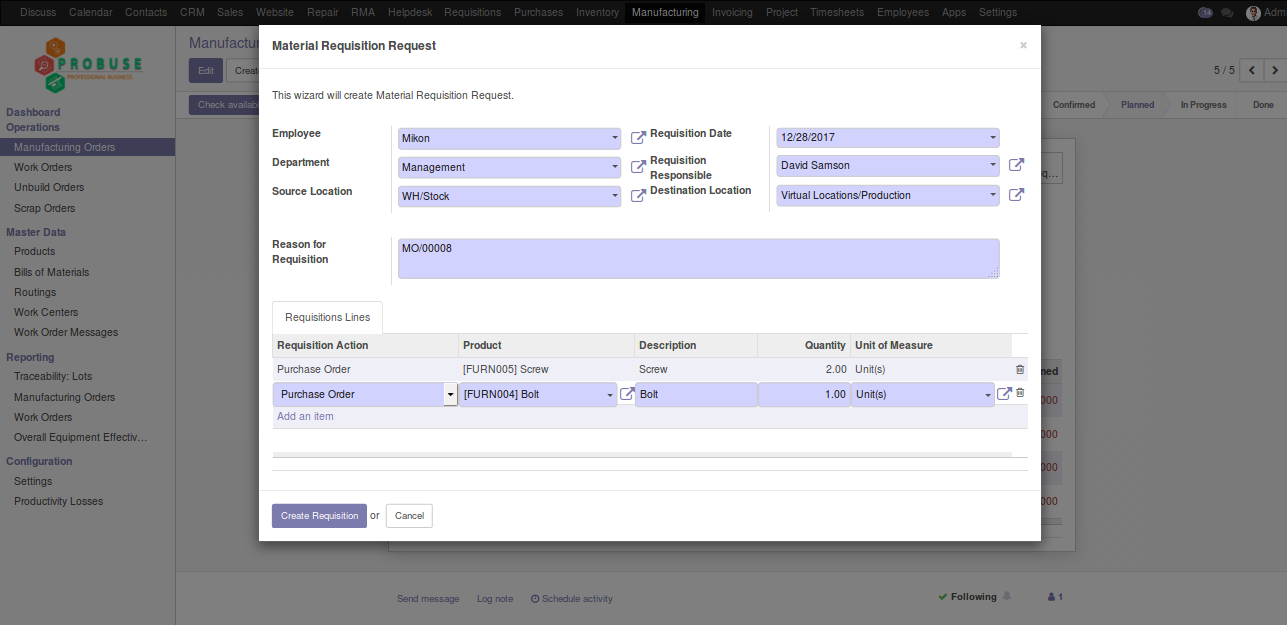 Discuss Calendar Contacts CRM Sales Website Repair RMA Helpdesk Requisitions Purchases Inventory Manufacturing Invoicing Project Timesheets Employees Apps Settings 14 Adm
PROBUSE
PROFESSIONAL BUSINESS
Dashboard
Operations
Manufacturing Orders
Work Orders
Unbuild Orders
Scrap Orders
Master Data
Products
Bills of Materials
Routings
Work Centers
Work Order Messages
Reporting
Traceability: Lots
Manufacturing Orders
Work Orders
Overall Equipment Effectiv...
Configuration
Settings
Productivity Losses
Manufactu
Edit Creat
5 / 5
Check availab
Confirmed Planned In Progress Done
Material Requisition Request ×
This wizard will create Material Requisition Request.
Employee Mikon Requisition Date 12/28/2017
Department Management Requisition Responsible David Samson
Source Location WH/Stock Destination Location Virtual Locations/Production
Reason for Requisition MO/00008
Requisitions Lines
Requisition Action Product Description Quantity Unit of Measure
Purchase Order [FURN005] Screw Screw 2.00 Unit(s)
Purchase Order [FURN004] Bolt Bolt 1.00 Unit(s)
Add an item
Create Requisition or Cancel
q...
ned
000
000
000
000
Send message Log note Schedule activity
Following 1